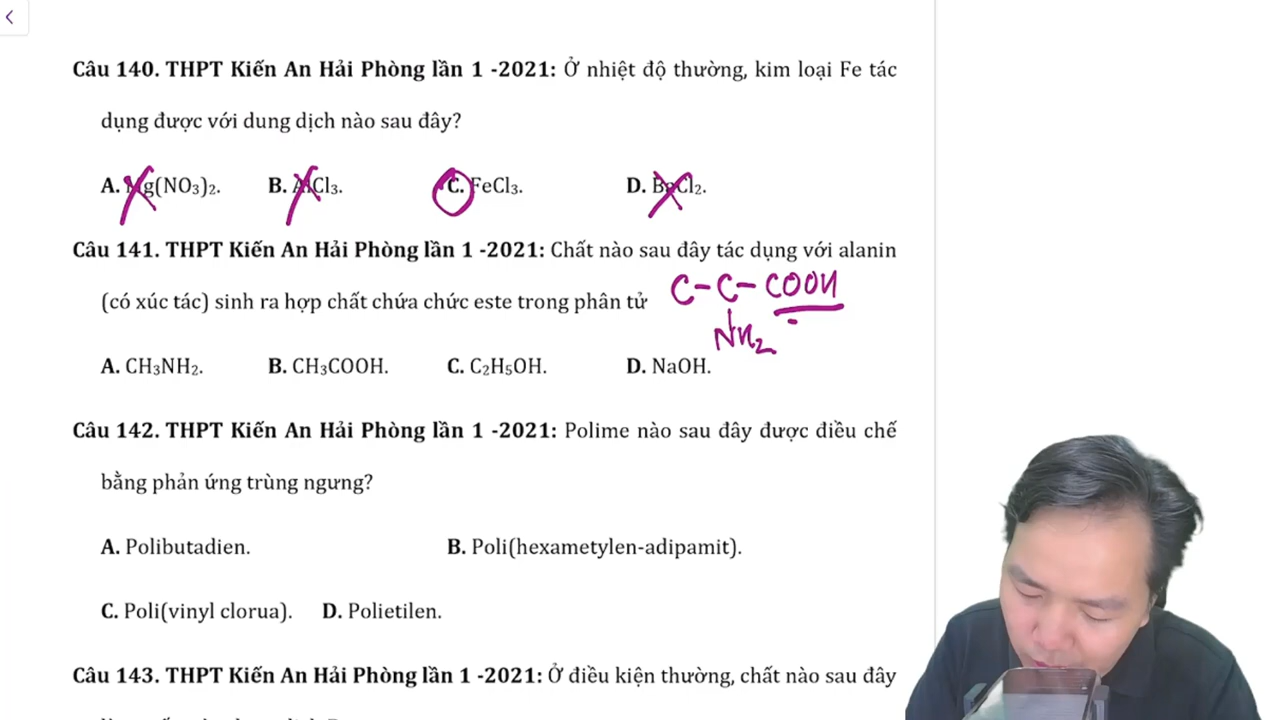 Câu 140. THPT Kiến An Hải Phòng lần 1 -2021: Ở nhiệt độ thường, kim loại Fe tác
dụng được với dung dịch nào sau đây?
A. Mg(NO₃)₂. B. AlCl₃. C. FeCl₃. D. BaCl₂.
Câu 141. THPT Kiến An Hải Phòng lần 1 -2021: Chất nào sau đây tác dụng với alanin
(có xúc tác) sinh ra hợp chất chứa chức este trong phân tử
C-C-COOH
NH₂
A. CH₃NH₂. B. CH₃COOH. C. C₂H₅OH. D. NaOH.
Câu 142. THPT Kiến An Hải Phòng lần 1 -2021: Polime nào sau đây được điều chế
bằng phản ứng trùng ngưng?
A. Polibutadien. B. Poli(hexametylen-adipamit).
C. Poli(vinyl clorua). D. Polietilen.
Câu 143. THPT Kiến An Hải Phòng lần 1 -2021: Ở điều kiện thường, chất nào sau đây